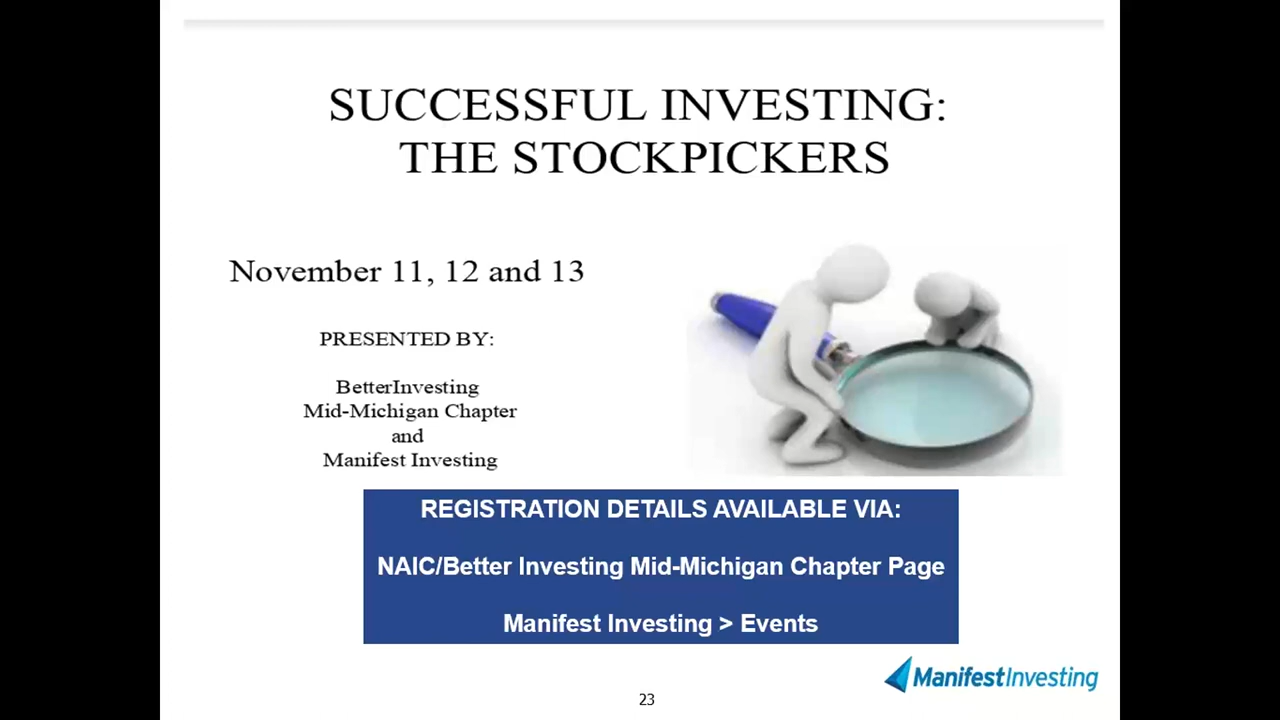 SUCCESSFUL INVESTING:
THE STOCKPICKERS
November 11, 12 and 13
PRESENTED BY:
BetterInvesting
Mid-Michigan Chapter
and
Manifest Investing
REGISTRATION DETAILS AVAILABLE VIA:
NAIC/Better Investing Mid-Michigan Chapter Page
Manifest Investing > Events
ManifestInvesting
23